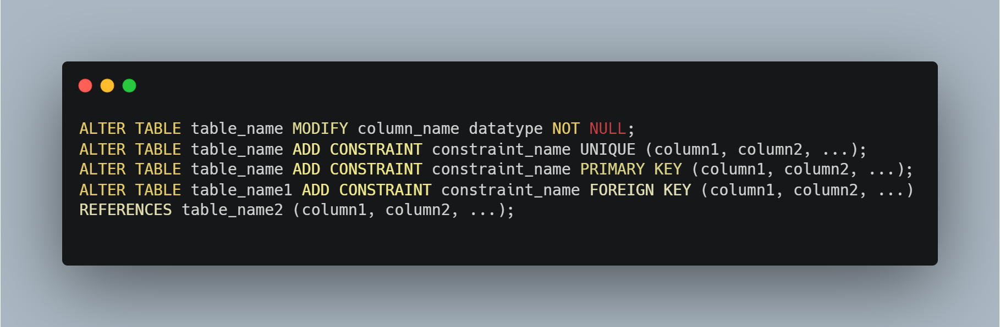 ALTER TABLE table_name MODIFY column_name datatype NOT NULL;
ALTER TABLE table_name ADD CONSTRAINT constraint_name UNIQUE (column1, column2, ...);
ALTER TABLE table_name ADD CONSTRAINT constraint_name PRIMARY KEY (column1, column2, ...);
ALTER TABLE table_name1 ADD CONSTRAINT constraint_name FOREIGN KEY (column1, column2, ...)
REFERENCES table_name2 (column1, column2, ...);